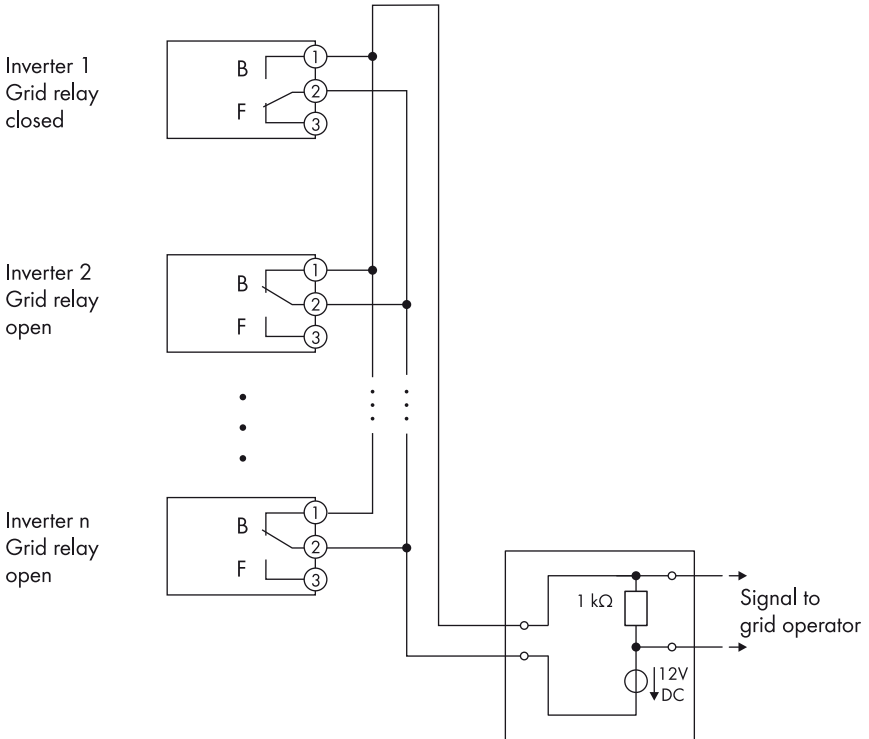 Inverter 1
Grid relay
closed
B
F
1
2
3
Inverter 2
Grid relay
open
B
F
1
2
3
Inverter n
Grid relay
open
B
F
1
2
3
1 kΩ
Signal to
grid operator
12V
DC